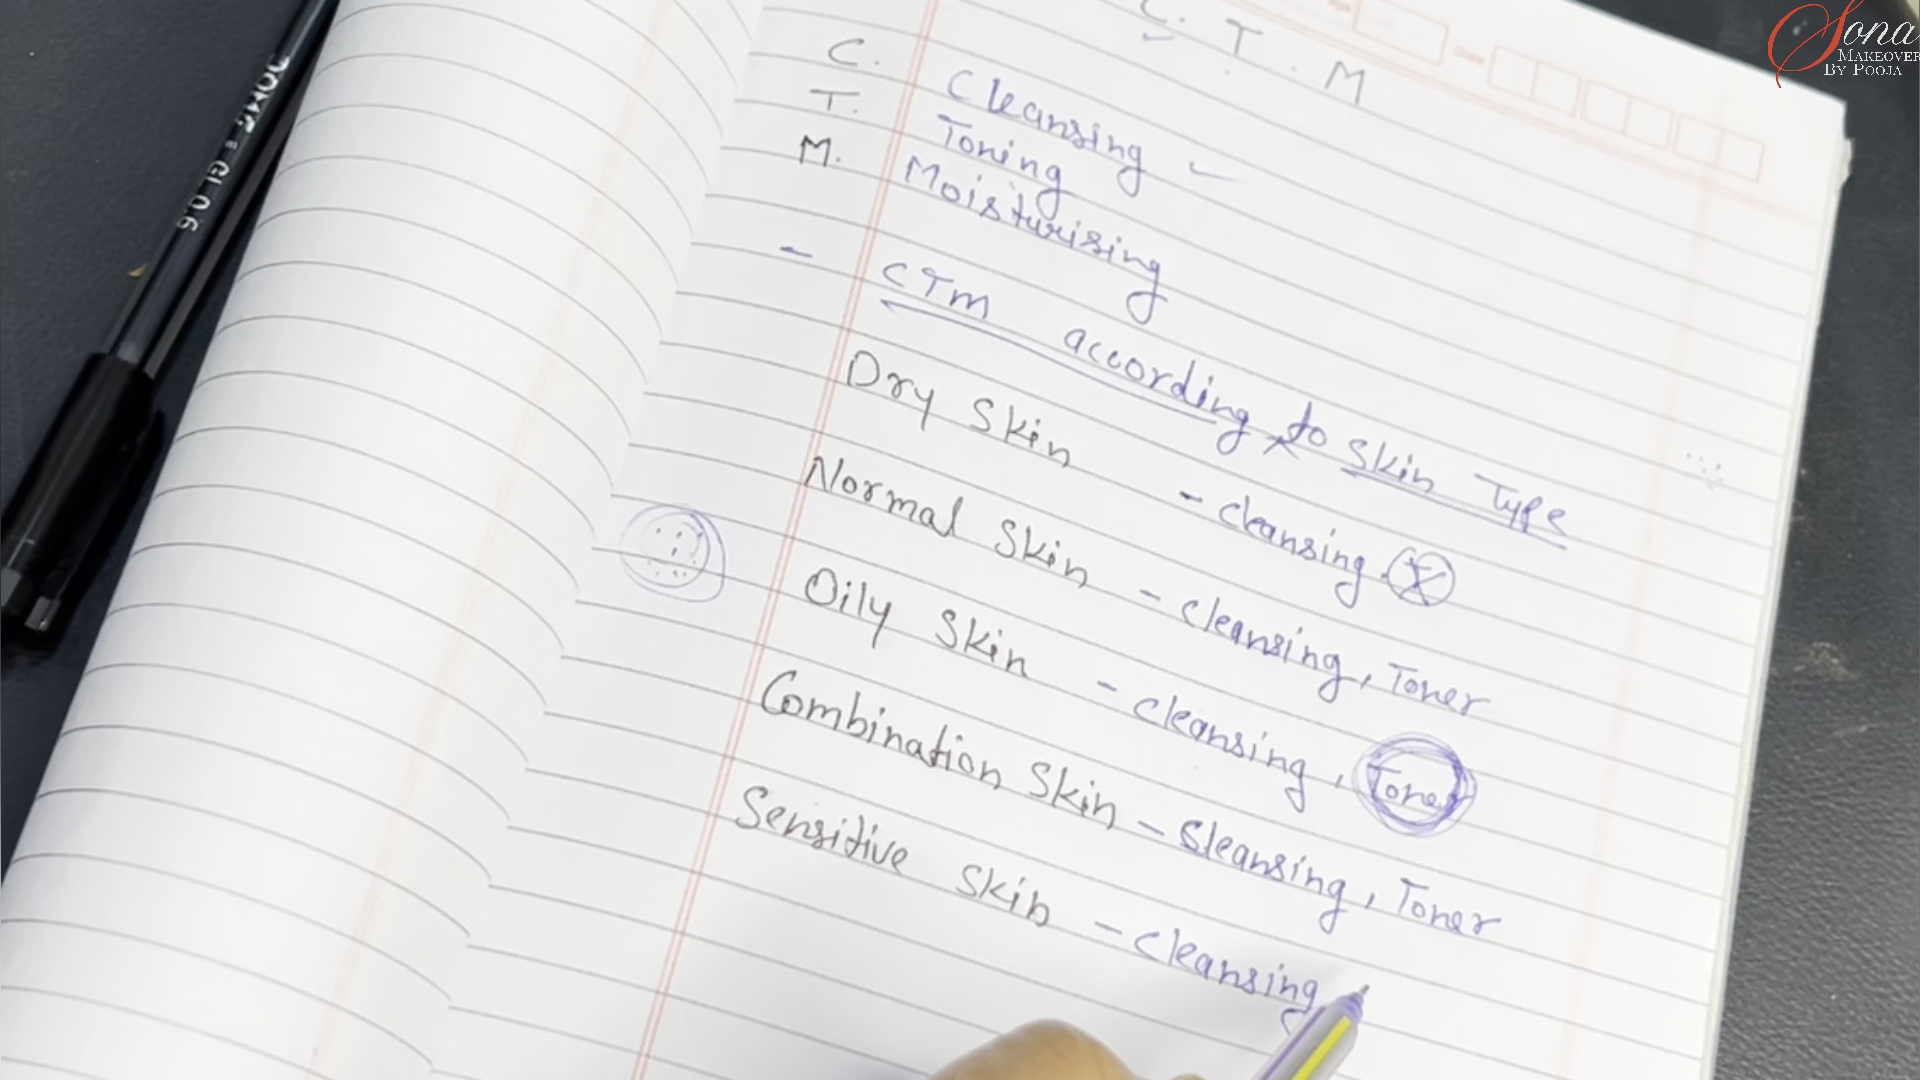 Sona
MAKEOVER
BY POOJA
C. T. M
C. Cleansing
T. Toning
M. Moisturising
- CTM according to Skin Type
Dry Skin - cleansing X
Normal Skin - cleansing, Toner
Oily Skin - cleansing, Toner
Combination Skin - Sleansing, Toner
Sensitive Skin - cleansing